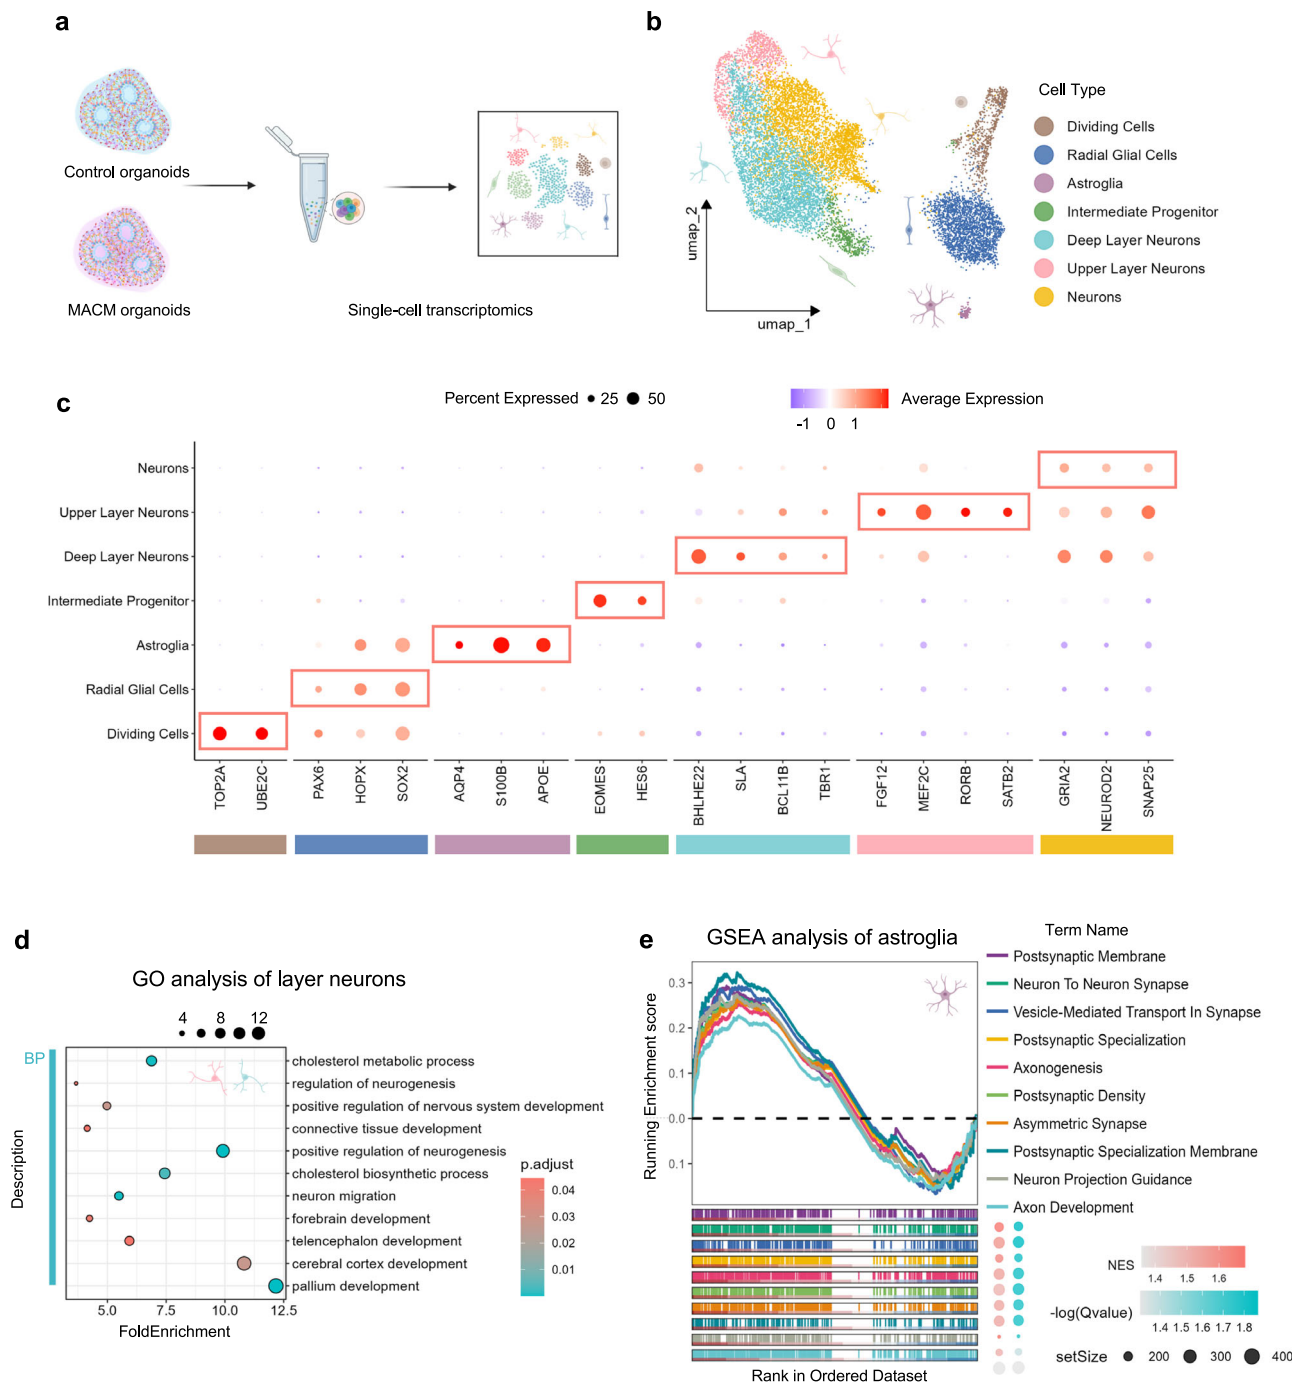 a
Control organoids
MACM organoids
Single-cell transcriptomics
b
umap_2
umap_1
Cell Type
Dividing Cells
Radial Glial Cells
Astroglia
Intermediate Progenitor
Deep Layer Neurons
Upper Layer Neurons
Neurons
c
Percent Expressed 25 50
Average Expression
-1 0 1
Neurons
Upper Layer Neurons
Deep Layer Neurons
Intermediate Progenitor
Astroglia
Radial Glial Cells
Dividing Cells
TOP2A
UBE2C
PAX6
HOPX
SOX2
AQP4
S100B
APOE
EOMES
HES6
BHLHE22
SLA
BCL11B
TBR1
FGF12
MEF2C
RORB
SATB2
GRIA2
NEUROD2
SNAP25
d
GO analysis of layer neurons
4 8 12
BP
Description
cholesterol metabolic process
regulation of neurogenesis
positive regulation of nervous system development
connective tissue development
positive regulation of neurogenesis
cholesterol biosynthetic process
neuron migration
forebrain development
telencephalon development
cerebral cortex development
pallium development
5.0 7.5 10.0 12.5
FoldEnrichment
p.adjust
0.04
0.03
0.02
0.01
e
GSEA analysis of astroglia
Running Enrichment score
0.3
0.2
0.1
0.0
0.1
Rank in Ordered Dataset
Term Name
Postsynaptic Membrane
Neuron To Neuron Synapse
Vesicle-Mediated Transport In Synapse
Postsynaptic Specialization
Axonogenesis
Postsynaptic Density
Asymmetric Synapse
Postsynaptic Specialization Membrane
Neuron Projection Guidance
Axon Development
NES
1.4 1.5 1.6
-log(Qvalue)
1.4 1.6 1.7 1.8
setSize 200 300 400